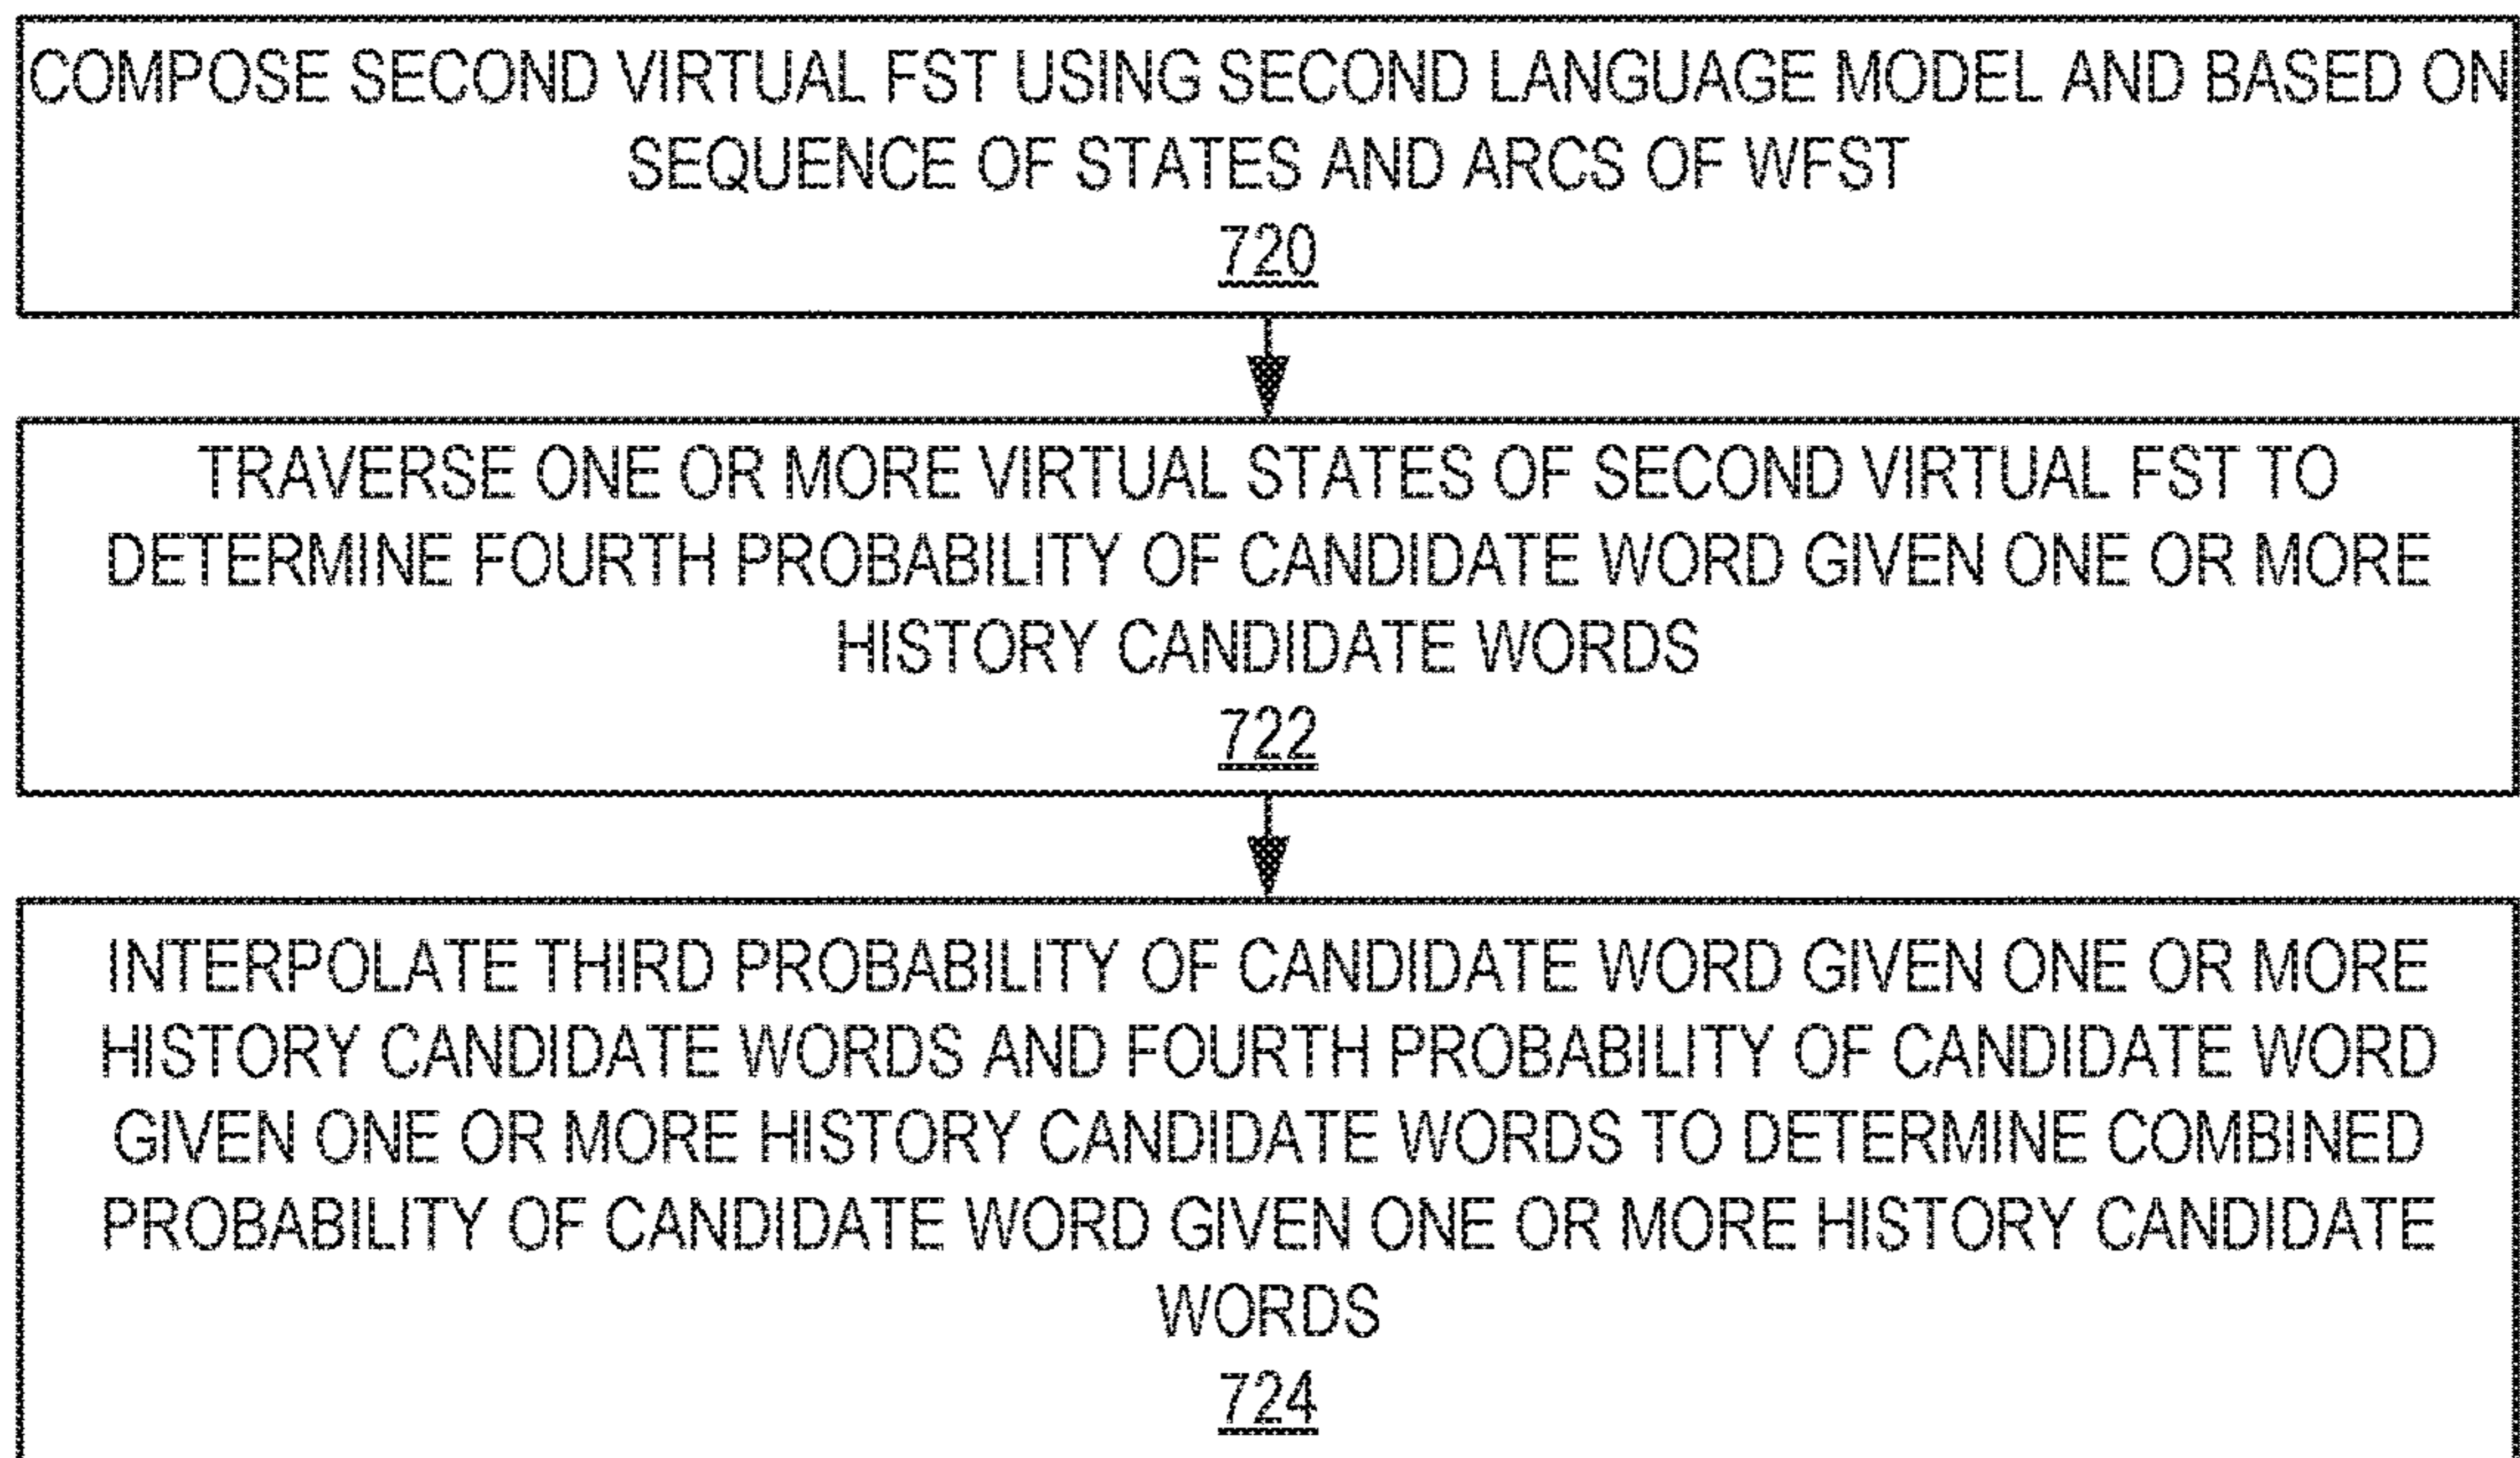 COMPOSE SECOND VIRTUAL FST USING SECOND LANGUAGE MODEL AND BASED ON
SEQUENCE OF STATES AND ARCS OF WFST
720
TRAVERSE ONE OR MORE VIRTUAL STATES OF SECOND VIRTUAL FST TO
DETERMINE FOURTH PROBABILITY OF CANDIDATE WORD GIVEN ONE OR MORE
HISTORY CANDIDATE WORDS
722
INTERPOLATE THIRD PROBABILITY OF CANDIDATE WORD GIVEN ONE OR MORE
HISTORY CANDIDATE WORDS AND FOURTH PROBABILITY OF CANDIDATE WORD
GIVEN ONE OR MORE HISTORY CANDIDATE WORDS TO DETERMINE COMBINED
PROBABILITY OF CANDIDATE WORD GIVEN ONE OR MORE HISTORY CANDIDATE
WORDS
724